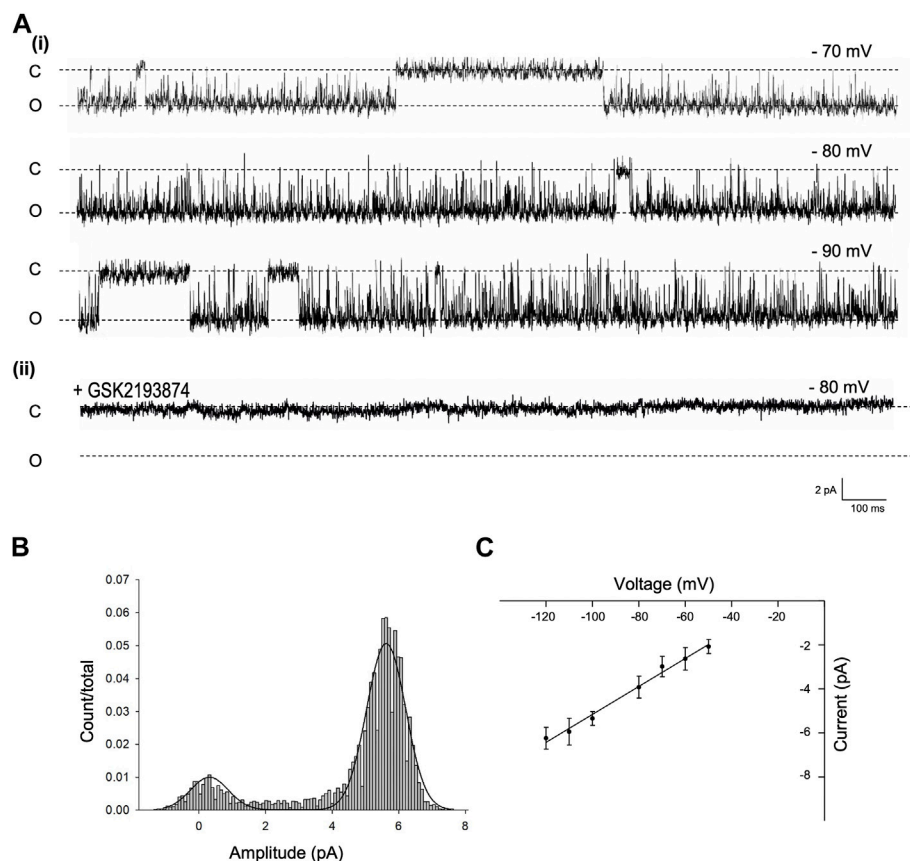 A
(i)
- 70 mV
C
O
- 80 mV
C
O
- 90 mV
C
O
(ii)
+ GSK2193874
- 80 mV
C
O
2 pA
100 ms
B
0.07
0.06
0.05
0.04
0.03
0.02
0.01
0.00
Count/total
0 2 4 6 8
Amplitude (pA)
C
Voltage (mV)
-120 -100 -80 -60 -40 -20
-2
-4
-6
-8
Current (pA)